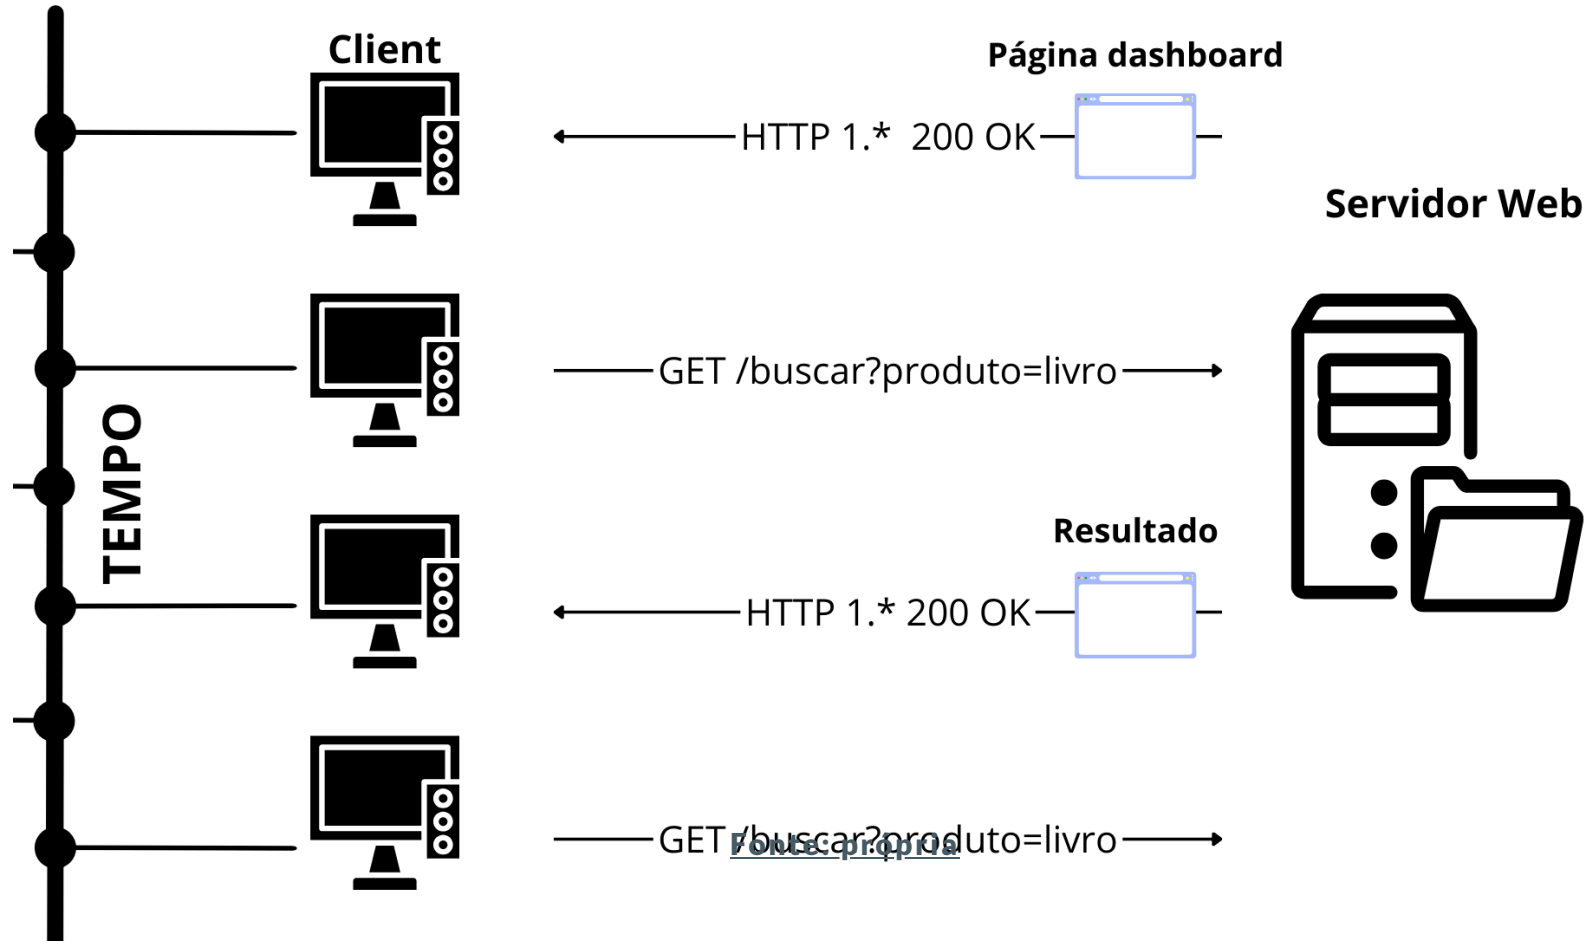 Client
Página dashboard
HTTP 1.* 200 OK
Servidor Web
GET /buscar?produto=livro
TEMPO
Resultado
HTTP 1.* 200 OK
GET /buscar?produto=livro
Fonte: própria